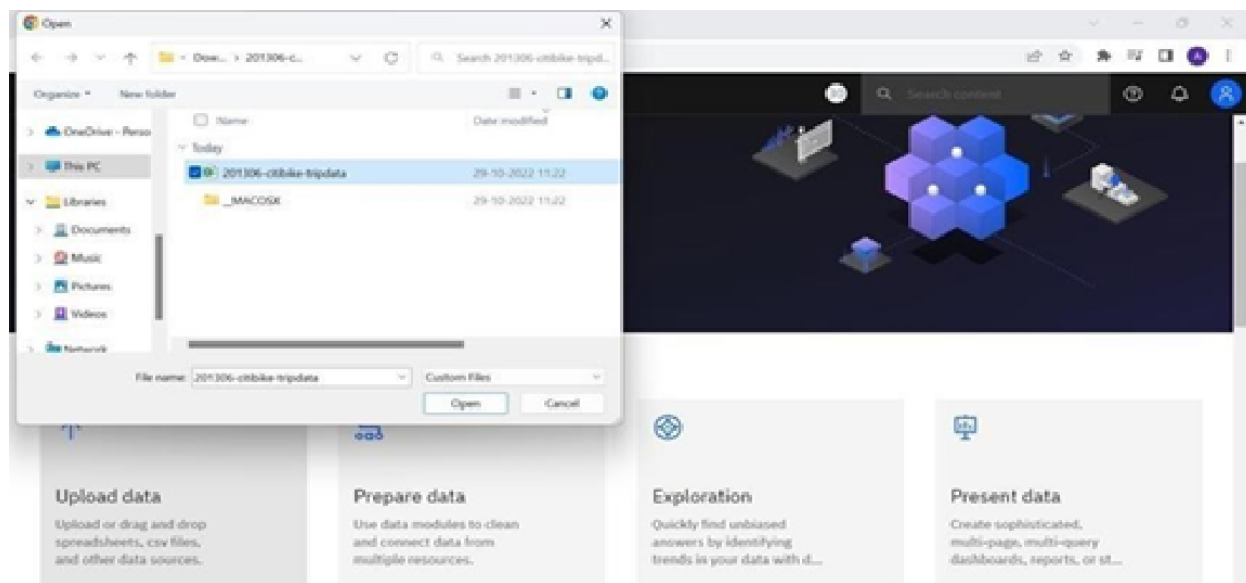 Open
Dow... > 201306-c...
Search 201306-citibike-tripd...
Organize
New folder
Name
Date modified
OneDrive - Perso
Today
This PC
201306-citibike-tripdata
29-10-2022 11:22
Libraries
__MACOSX
29-10-2022 11:22
Documents
Music
Pictures
Videos
Network
File name:
201306-citibike-tripdata
Custom Files
Open
Cancel
Search content
Upload data
Upload or drag and drop
spreadsheets, csv files,
and other data sources.
Prepare data
Use data modules to clean
and connect data from
multiple resources.
Exploration
Quickly find unbiased
answers by identifying
trends in your data with d...
Present data
Create sophisticated,
multi-page, multi-query
dashboards, reports, or st...